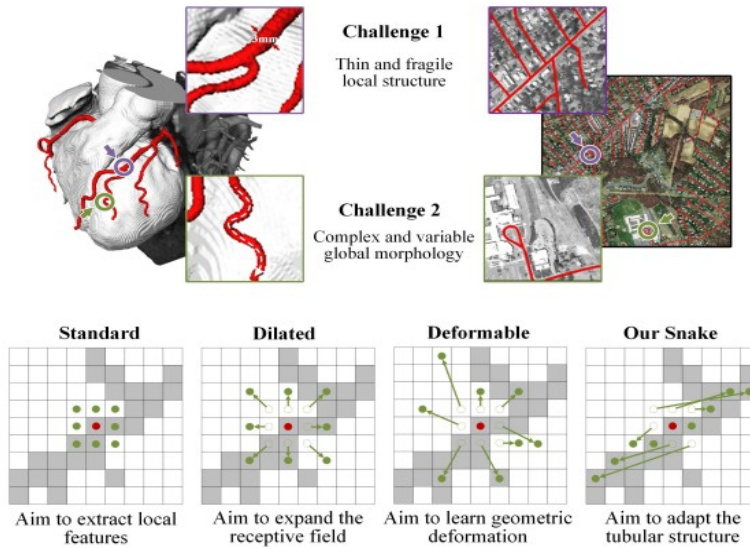 3mm
Challenge 1
Thin and fragile
local structure
Challenge 2
Complex and variable
global morphology
Standard
Dilated
Deformable
Our Snake
Aim to extract local
features
Aim to expand the
receptive field
Aim to learn geometric
deformation
Aim to adapt the
tubular structure